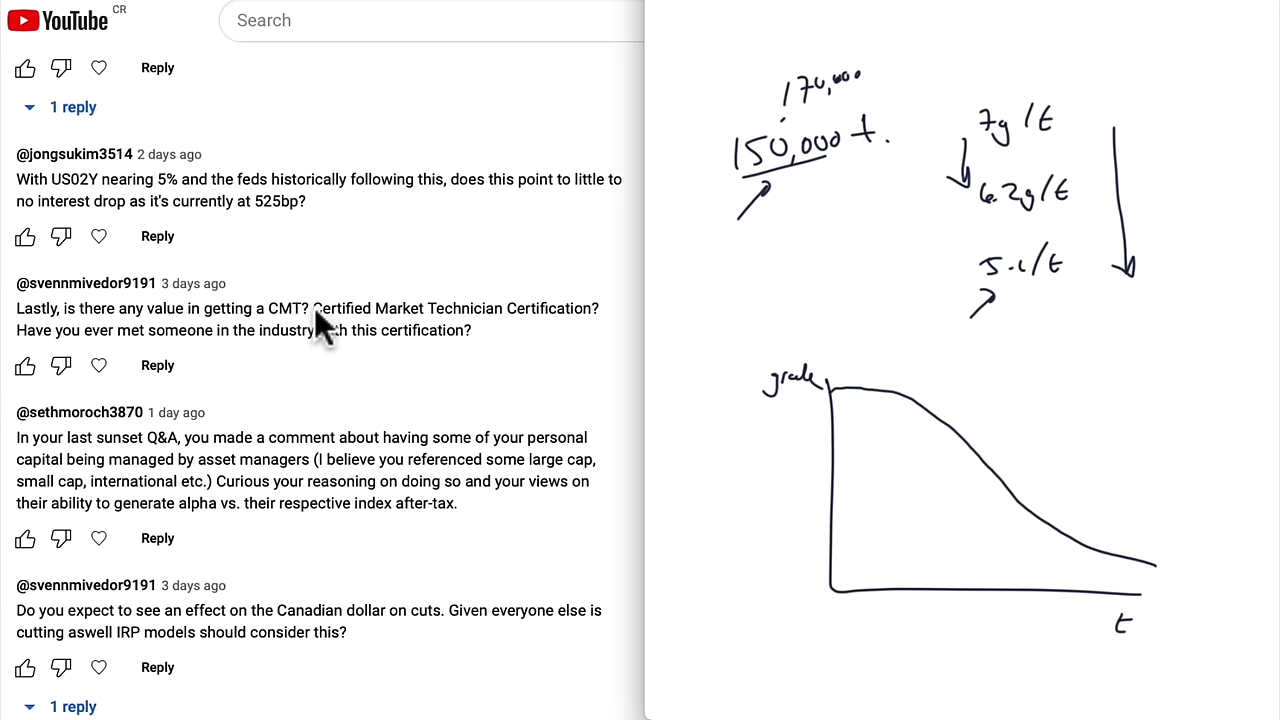 YouTube CR
Search
Reply
1 reply
@jongsukim3514 2 days ago
With US02Y nearing 5% and the feds historically following this, does this point to little to
no interest drop as it's currently at 525bp?
Reply
@svennmivedor9191 3 days ago
Lastly, is there any value in getting a CMT? Certified Market Technician Certification?
Have you ever met someone in the industry with this certification?
Reply
@sethmoroch3870 1 day ago
In your last sunset Q&A, you made a comment about having some of your personal
capital being managed by asset managers (I believe you referenced some large cap,
small cap, international etc.) Curious your reasoning on doing so and your views on
their ability to generate alpha vs. their respective index after-tax.
Reply
@svennmivedor9191 3 days ago
Do you expect to see an effect on the Canadian dollar on cuts. Given everyone else is
cutting aswell IRP models should consider this?
Reply
1 reply
170,000
150,000 t.
7g/t
6.2g/t
grade
t